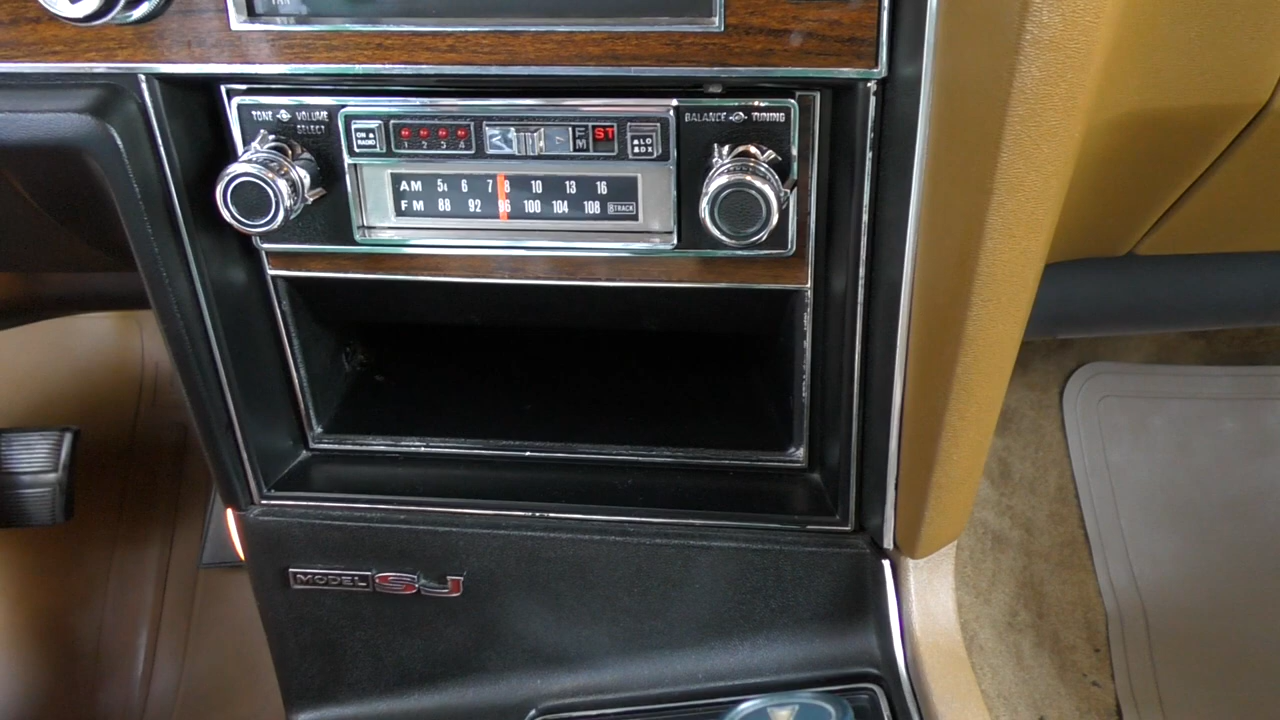 TONE VOLUME
SELECT
ON &
RADIO
1 2 3 4
FM
ST
▲LO
▲DX
BALANCE TUNING
AM 54 6 7 8 10 13 16
FM 88 92 96 100 104 108 8TRACK
MODEL SJ